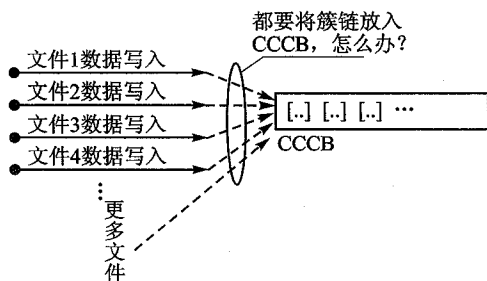 都要将簇链放入
CCCB，怎么办？
文件1数据写入
文件2数据写入
文件3数据写入
文件4数据写入
[..] [..] [..] …
CCCB
…
更多文件